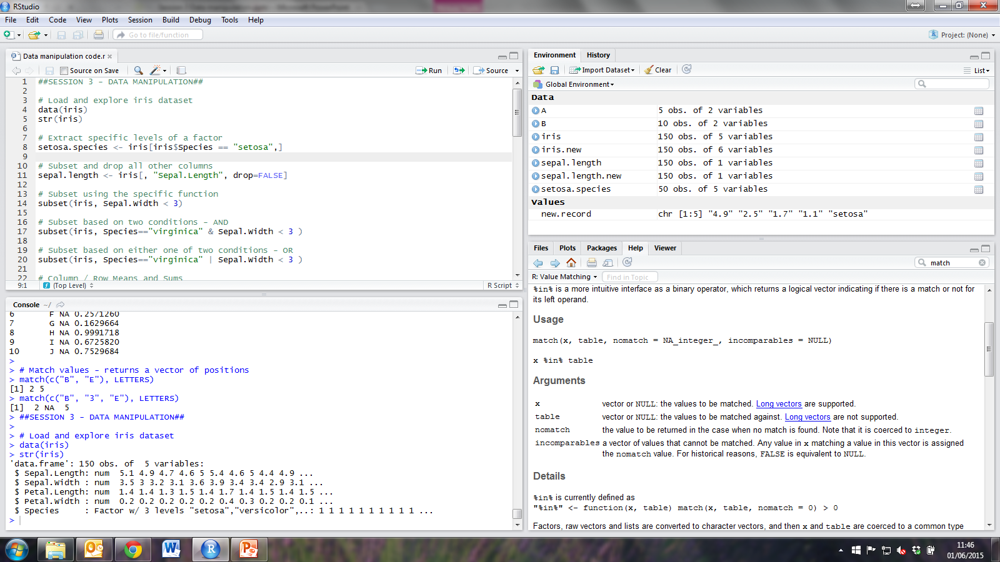 RStudio
File Edit Code View Plots Session Build Debug Tools Help
Go to file/function
Project: (None)
Data manipulation code.r
Source on Save
Run
Source
1 ##SESSION 3 - DATA MANIPULATION##
2
3 # Load and explore iris dataset
4 data(iris)
5 str(iris)
6
7 # Extract specific levels of a factor
8 setosa.species <- iris[iris$Species == "setosa",]
9
10 # Subset and drop all other columns
11 sepal.length <- iris[, "Sepal.Length", drop=FALSE]
12
13 # Subset using the specific function
14 subset(iris, Sepal.Width < 3)
15
16 # Subset based on two conditions - AND
17 subset(iris, Species=="virginica" & Sepal.Width < 3 )
18
19 # Subset based on either one of two conditions - OR
20 subset(iris, Species=="virginica" | Sepal.Width < 3 )
21
22 # Column / Row Means and Sums
9:1 (Top Level) R Script
Console ~/
6 F NA 0.2571260
7 G NA 0.1629664
8 H NA 0.9991718
9 I NA 0.6725820
10 J NA 0.7529684
>
> # Match values - returns a vector of positions
> match(c("B", "E"), LETTERS)
[1] 2 5
> match(c("B", "3", "E"), LETTERS)
[1] 2 NA 5
> ##SESSION 3 - DATA MANIPULATION##
>
> # Load and explore iris dataset
> data(iris)
> str(iris)
'data.frame': 150 obs. of 5 variables:
$ Sepal.Length: num 5.1 4.9 4.7 4.6 5 5.4 4.6 5 4.4 4.9 ...
$ Sepal.Width : num 3.5 3 3.2 3.1 3.6 3.9 3.4 3.4 2.9 3.1 ...
$ Petal.Length: num 1.4 1.4 1.3 1.5 1.4 1.7 1.4 1.5 1.4 1.5 ...
$ Petal.Width : num 0.2 0.2 0.2 0.2 0.2 0.4 0.3 0.2 0.2 0.1 ...
$ Species : Factor w/ 3 levels "setosa","versicolor",..: 1 1 1 1 1 1 1 1 1 1 ...
>
Environment History
Import Dataset Clear List
Global Environment
Data
A 5 obs. of 2 variables
B 10 obs. of 2 variables
iris 150 obs. of 5 variables
iris.new 150 obs. of 6 variables
sepal.length 150 obs. of 1 variables
sepal.length.new 150 obs. of 1 variables
setosa.species 50 obs. of 5 variables
Values
new.record chr [1:5] "4.9" "2.5" "1.7" "1.1" "setosa"
Files Plots Packages Help Viewer
match
R: Value Matching Find in Topic
%in% is a more intuitive interface as a binary operator, which returns a logical vector indicating if there is a match or not for
its left operand.
Usage
match(x, table, nomatch = NA_integer_, incomparables = NULL)
x %in% table
Arguments
x vector or NULL: the values to be matched. Long vectors are supported.
table vector or NULL: the values to be matched against. Long vectors are not supported.
nomatch the value to be returned in the case when no match is found. Note that it is coerced to integer.
incomparables a vector of values that cannot be matched. Any value in x matching a value in this vector is assigned
the nomatch value. For historical reasons, FALSE is equivalent to NULL.
Details
%in% is currently defined as
"%in%" <- function(x, table) match(x, table, nomatch = 0) > 0
Factors, raw vectors and lists are converted to character vectors, and then x and table are coerced to a common type
11:46
01/06/2015